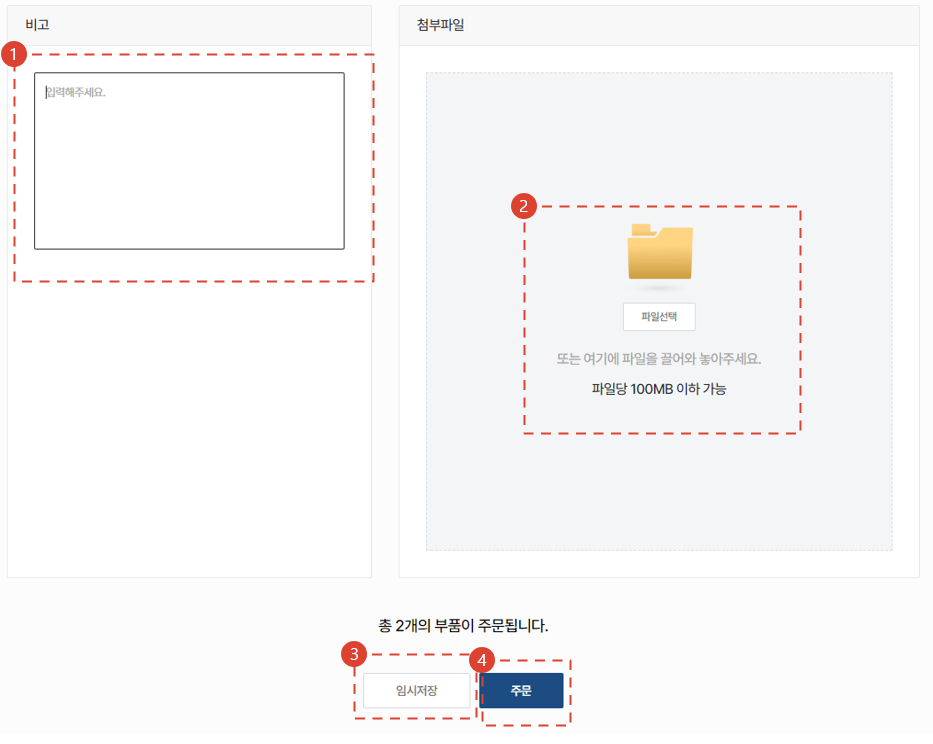 비고
첨부파일
1
입력해주세요.
2
파일선택
또는 여기에 파일을 끌어와 놓아주세요.
파일당 100MB 이하 가능
총 2개의 부품이 주문됩니다.
3
4
임시저장
주문